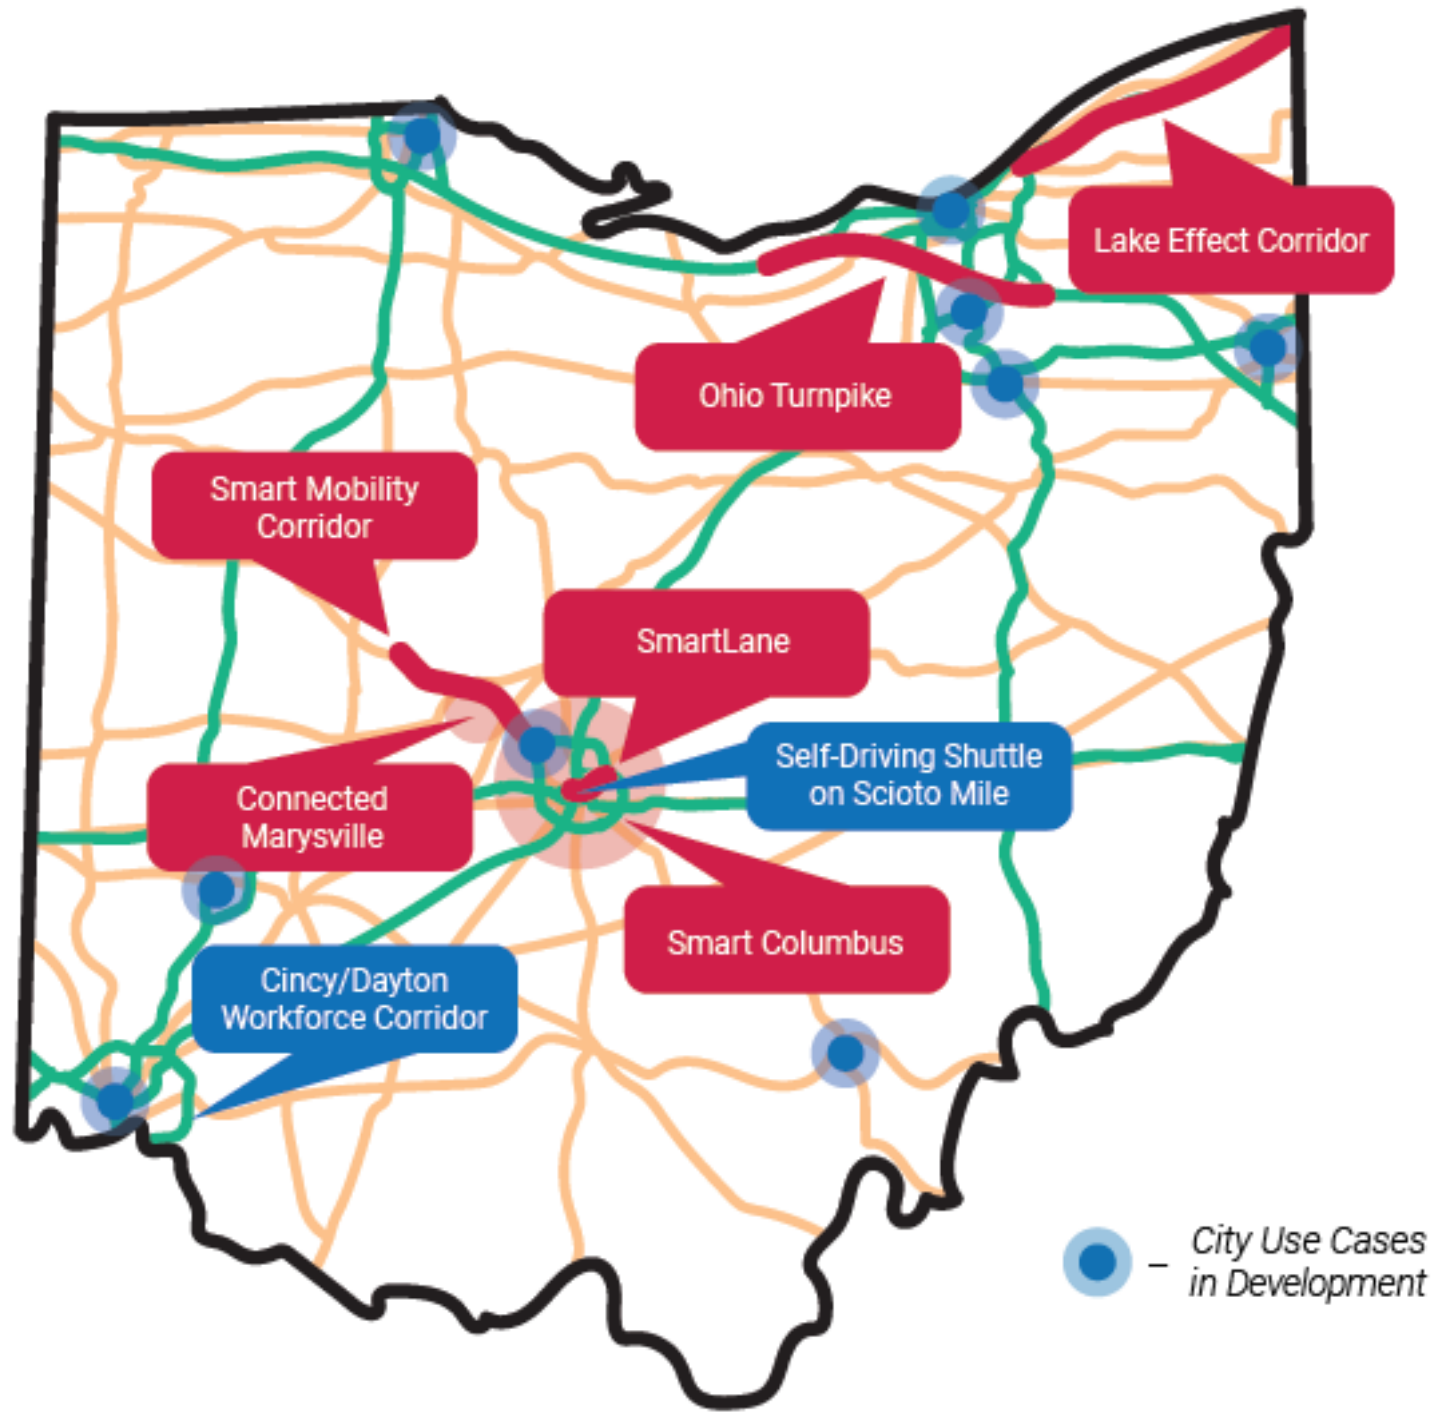 Lake Effect Corridor
Ohio Turnpike
Smart Mobility
Corridor
SmartLane
Self-Driving Shuttle
on Scioto Mile
Connected
Marysville
Smart Columbus
Cincy/Dayton
Workforce Corridor
– City Use Cases
in Development